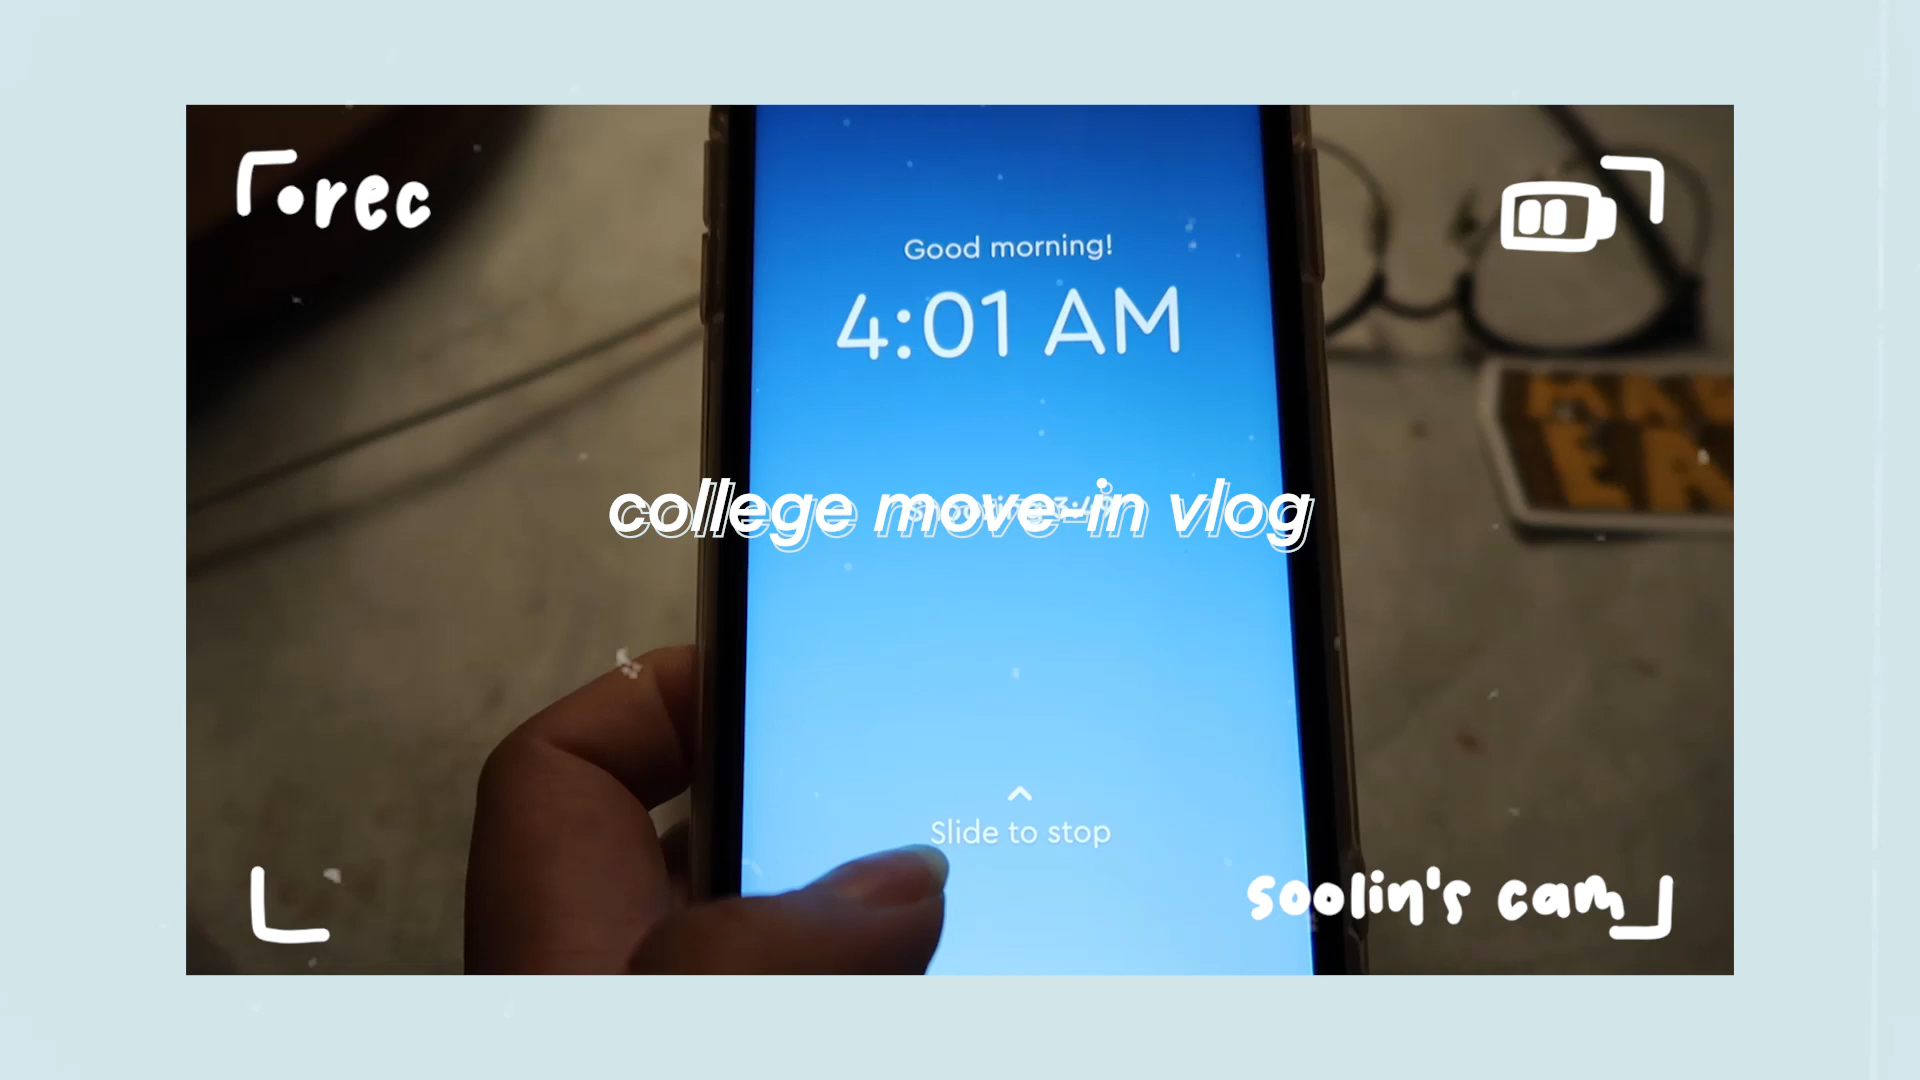 rec
Good morning!
4:01 AM
college move-in vlog
Slide to stop
soolin's cam